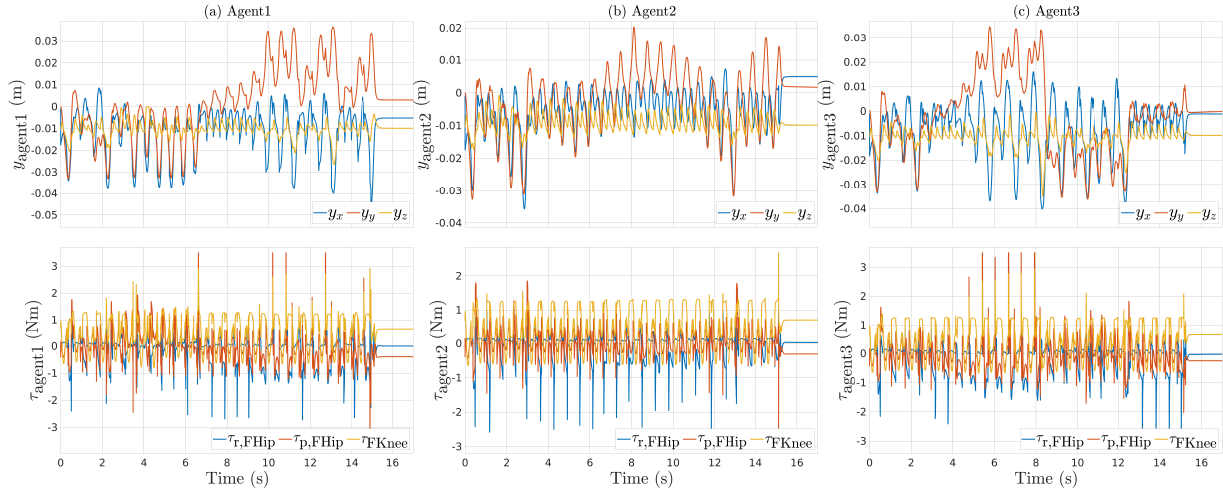 (a) Agent1
0.03
0.02
0.01
0
-0.01
-0.02
-0.03
-0.04
-0.05
y_agent1 (m)
y_x y_y y_z
3
2
1
0
-1
-2
-3
τ_agent1 (Nm)
τ_r,FHip τ_p,FHip τ_FKnee
0 2 4 6 8 10 12 14 16
Time (s)
(b) Agent2
0.02
0.01
0
-0.01
-0.02
-0.03
-0.04
y_agent2 (m)
y_x y_y y_z
2
1
0
-1
-2
-3
τ_agent2 (Nm)
τ_r,FHip τ_p,FHip τ_FKnee
0 2 4 6 8 10 12 14 16
Time (s)
(c) Agent3
0.03
0.02
0.01
0
-0.01
-0.02
-0.03
-0.04
y_agent3 (m)
y_x y_y y_z
3
2
1
0
-1
-2
-3
τ_agent3 (Nm)
τ_r,FHip τ_p,FHip τ_FKnee
0 2 4 6 8 10 12 14 16
Time (s)